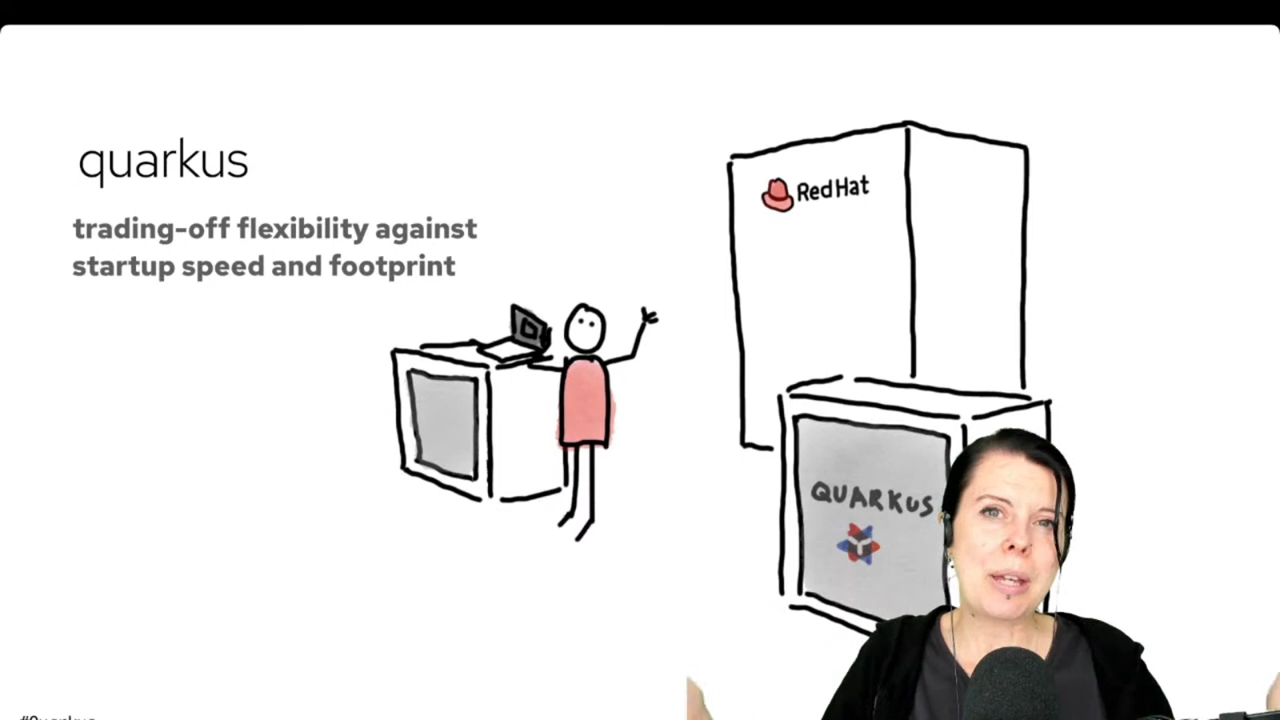 quarkus
trading-off flexibility against
startup speed and footprint
Red Hat
QUARKUS